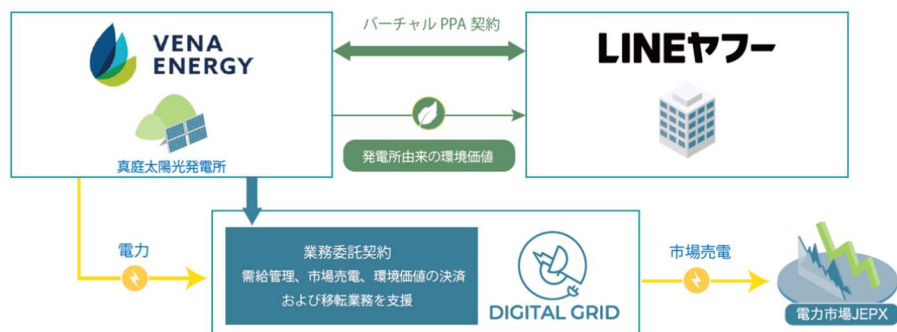 VENA
ENERGY
真庭太陽光発電所
バーチャル PPA 契約
発電所由来の環境価値
LINEヤフー
電力
業務委託契約
需給管理、市場売電、環境価値の決済
および移転業務を支援
DIGITAL GRID
市場売電
電力市場JEPX